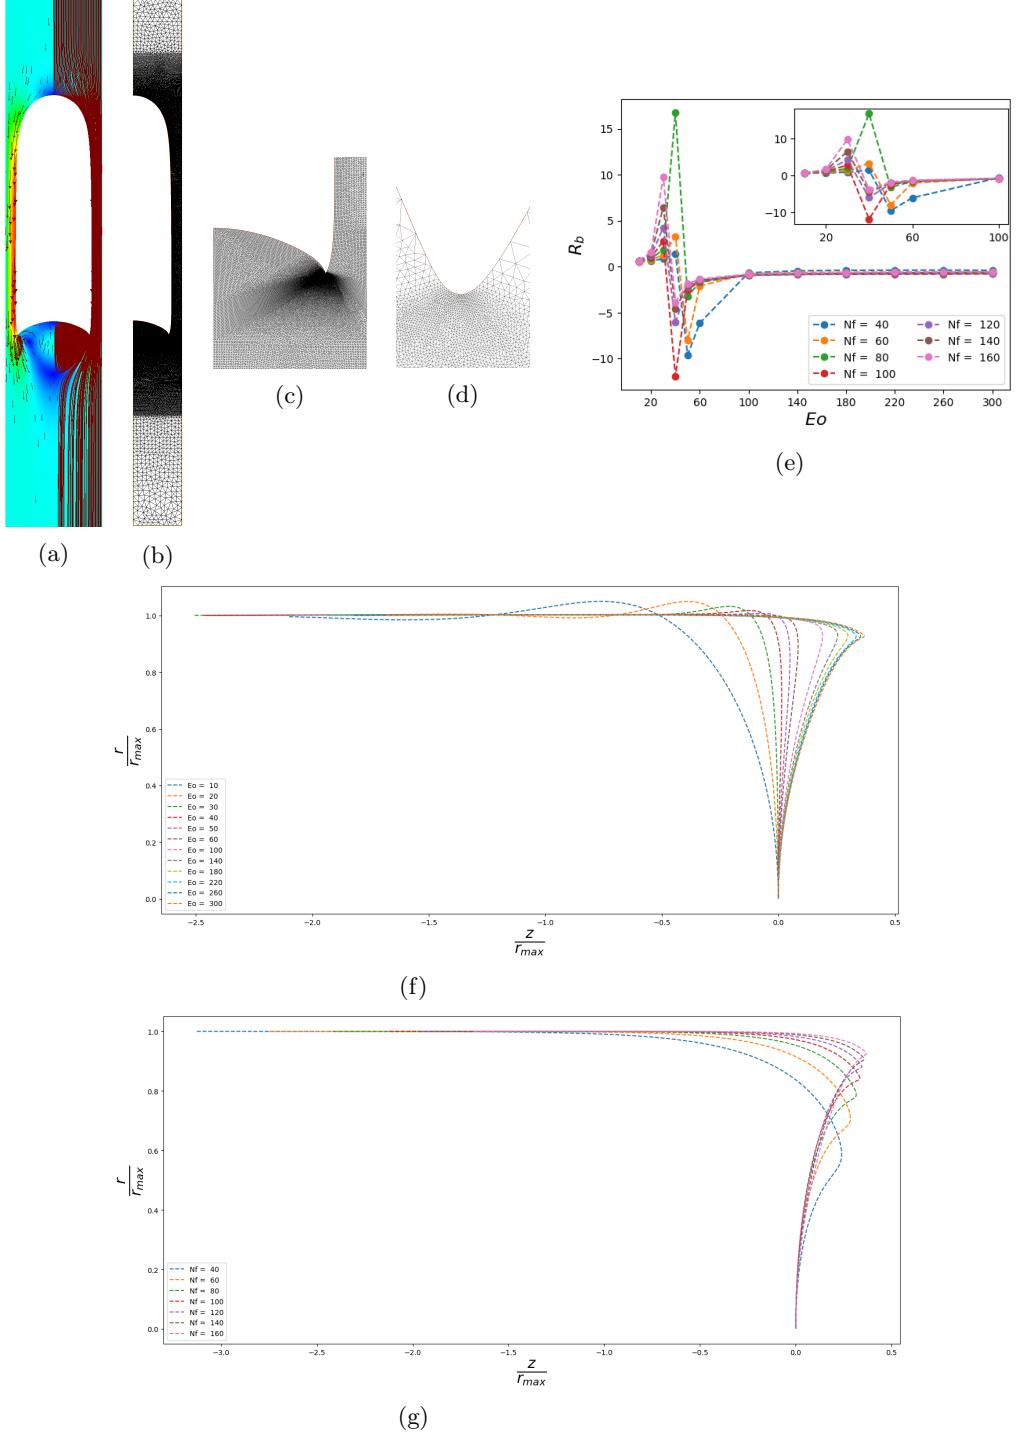 (a)
(b)
(c)
(d)
15
10
5
0
−5
−10
R_b
20
60
100
140
180
220
260
300
Eo
10
0
−10
20
60
100
Nf = 40
Nf = 60
Nf = 80
Nf = 100
Nf = 120
Nf = 140
Nf = 160
(e)
1.0
0.8
0.6
0.4
0.2
0.0
r
r_max
Eo = 10
Eo = 20
Eo = 30
Eo = 40
Eo = 50
Eo = 60
Eo = 100
Eo = 140
Eo = 180
Eo = 220
Eo = 260
Eo = 300
−2.5
−2.0
−1.5
−1.0
−0.5
0.0
0.5
z
r_max
(f)
1.0
0.8
0.6
0.4
0.2
0.0
r
r_max
Nf = 40
Nf = 60
Nf = 80
Nf = 100
Nf = 120
Nf = 140
Nf = 160
−3.0
−2.5
−2.0
−1.5
−1.0
−0.5
0.0
0.5
z
r_max
(g)